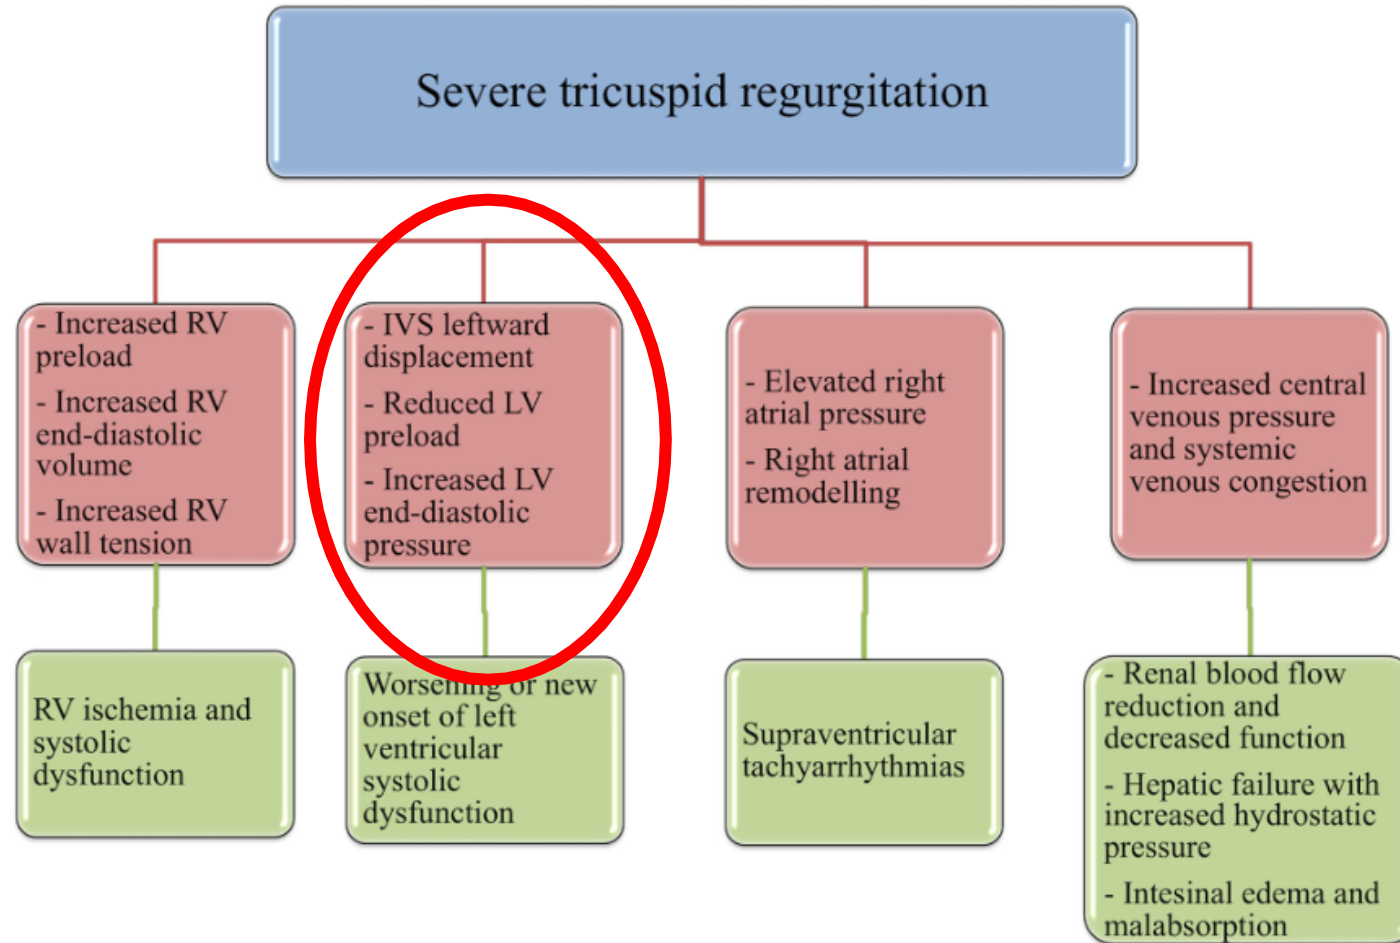 Severe tricuspid regurgitation
- Increased RV
preload
- Increased RV
end-diastolic
volume
- Increased RV
wall tension
- IVS leftward
displacement
- Reduced LV
preload
- Increased LV
end-diastolic
pressure
- Elevated right
atrial pressure
- Right atrial
remodelling
- Increased central
venous pressure
and systemic
venous congestion
RV ischemia and
systolic
dysfunction
Worsening or new
onset of left
ventricular
systolic
dysfunction
Supraventricular
tachyarrhythmias
- Renal blood flow
reduction and
decreased function
- Hepatic failure with
increased hydrostatic
pressure
- Intesinal edema and
malabsorption